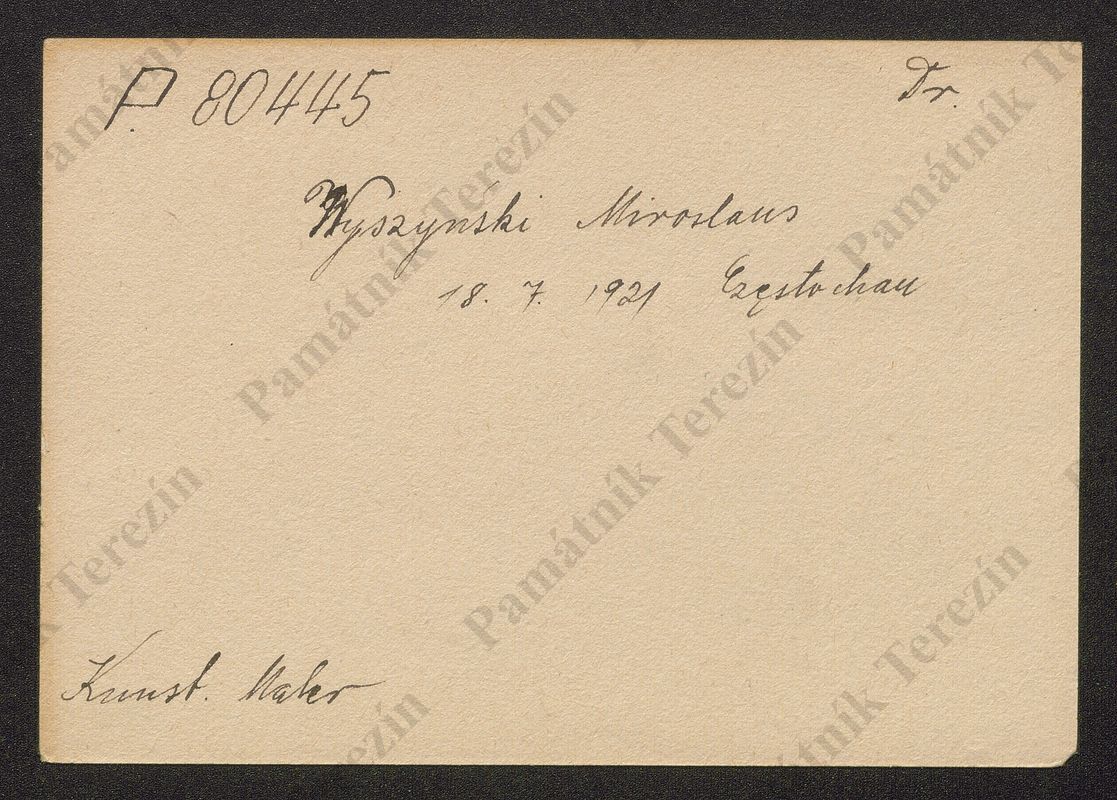 P. 80445 Dr.
Wyszynski Miroslaus
18. 7. 1921 Częstochau
Kunst. Maler
Památník Terezín